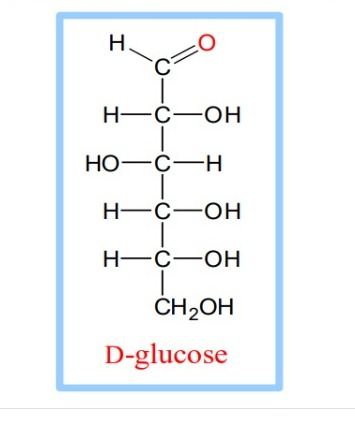 H O
C
H—C—OH
HO—C—H
H—C—OH
H—C—OH
CH₂OH
D-glucose